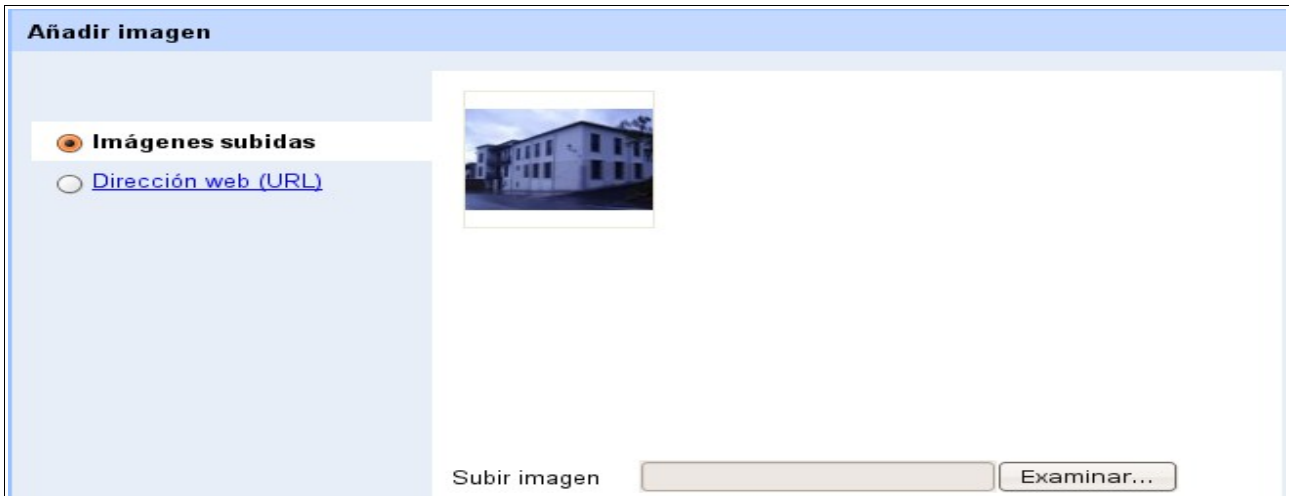 Añadir imagen
Imágenes subidas
Dirección web (URL)
Subir imagen
Examinar...